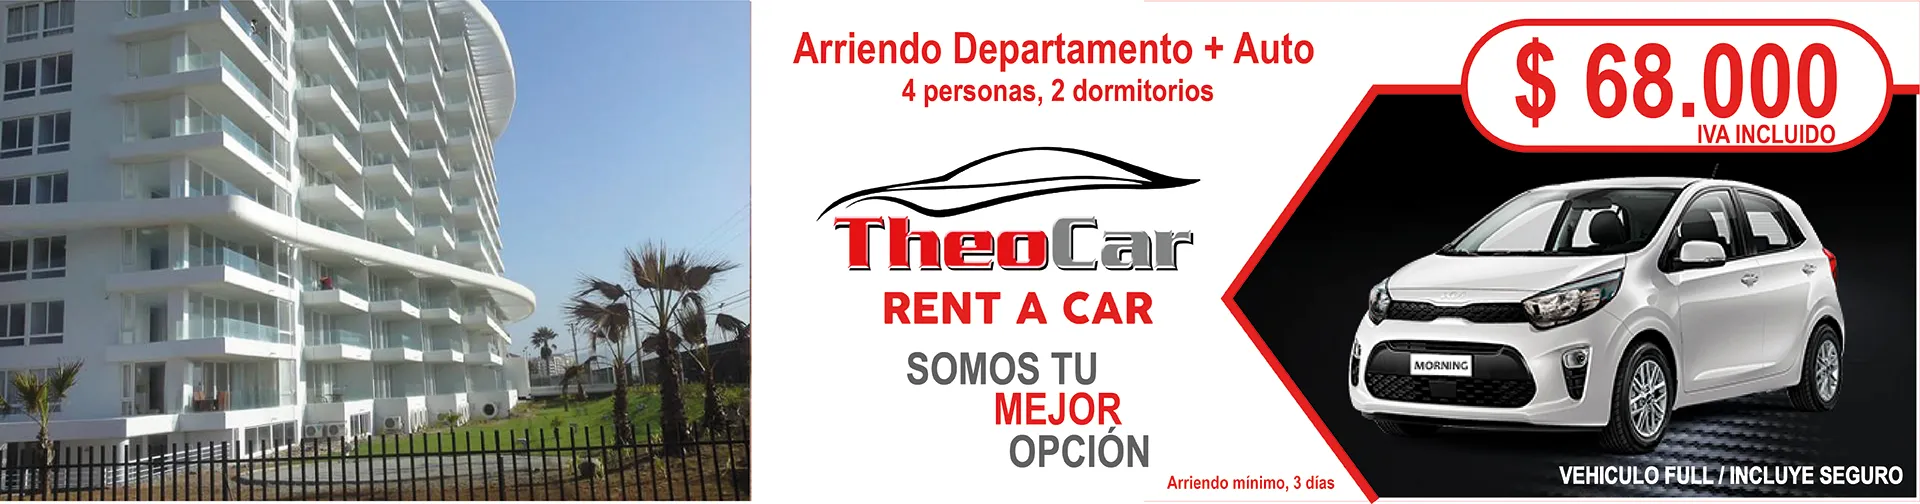 Arriendo Departamento + Auto
4 personas, 2 dormitorios
TheoCar
RENT A CAR
SOMOS TU
MEJOR
OPCIÓN
Arriendo mínimo, 3 días
$ 68.000
IVA INCLUIDO
MORNING
VEHICULO FULL / INCLUYE SEGURO